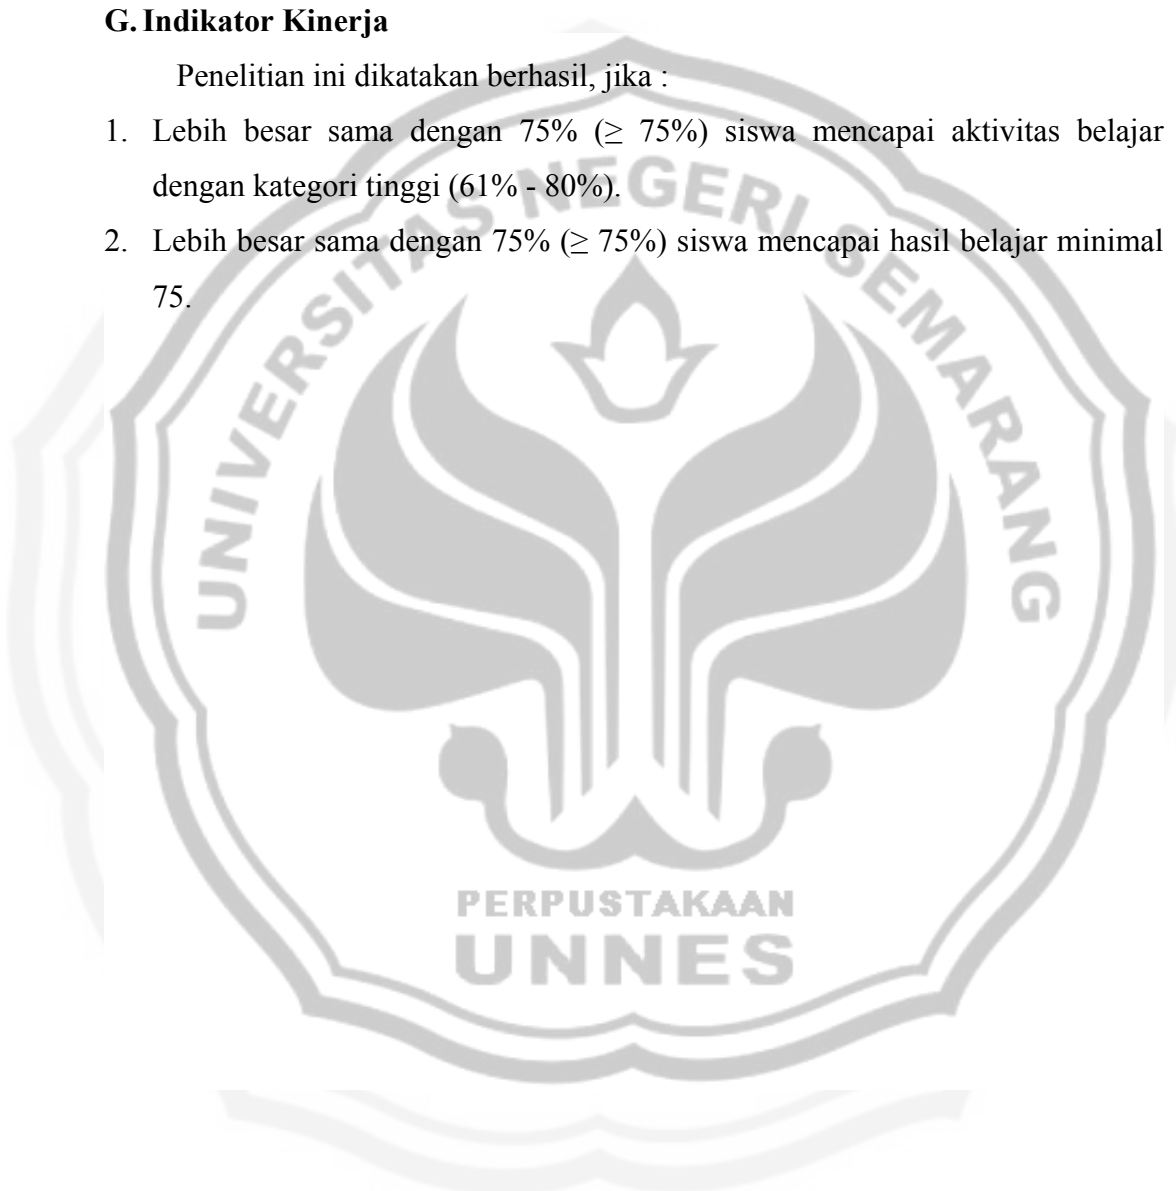 G. Indikator Kinerja
Penelitian ini dikatakan berhasil, jika :
1. Lebih besar sama dengan 75% (≥ 75%) siswa mencapai aktivitas belajar
dengan kategori tinggi (61% - 80%).
2. Lebih besar sama dengan 75% (≥ 75%) siswa mencapai hasil belajar minimal
75.
UNIVERSITAS NEGERI SEMARANG
PERPUSTAKAAN
UNNES